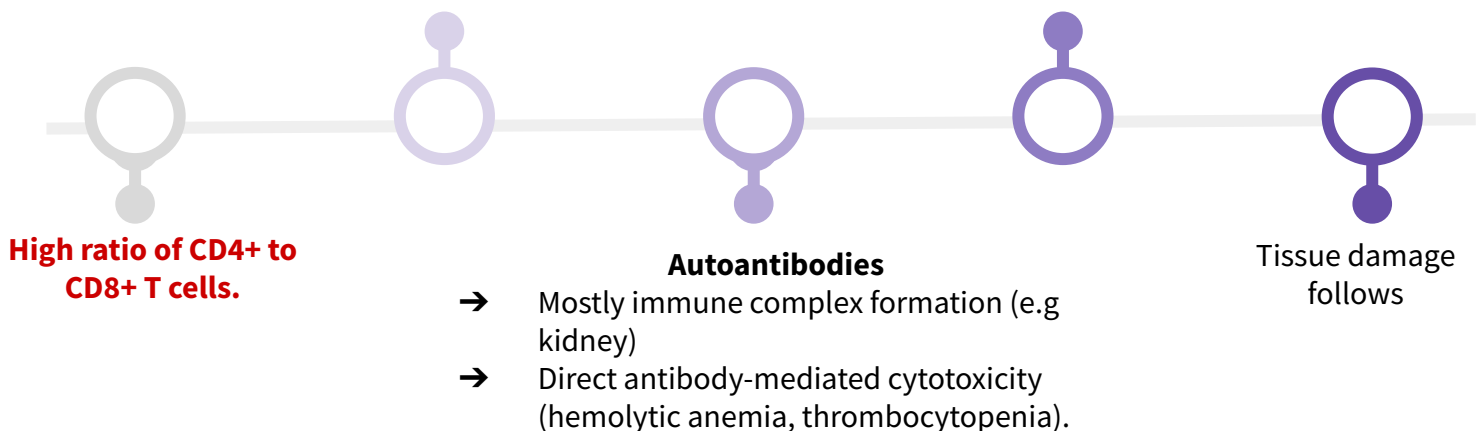 High ratio of CD4+ to
CD8+ T cells.
Autoantibodies
➔ Mostly immune complex formation (e.g
kidney)
➔ Direct antibody-mediated cytotoxicity
(hemolytic anemia, thrombocytopenia).
Tissue damage
follows